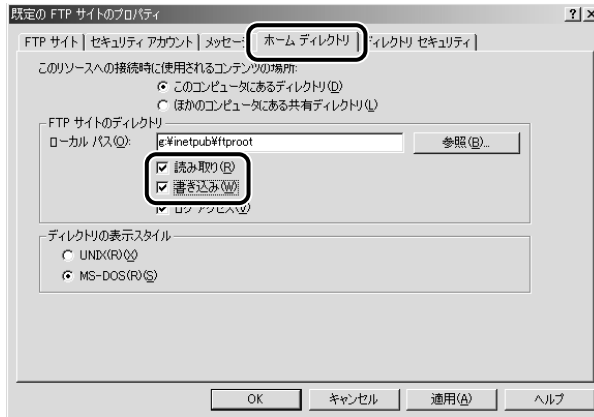 既定の FTP サイトのプロパティ ? ×
FTP サイト セキュリティ アカウント メッセージ ホーム ディレクトリ ディレクトリ セキュリティ
このリソースへの接続時に使用されるコンテンツの場所:
このコンピュータにあるディレクトリ(D)
ほかのコンピュータにある共有ディレクトリ(L)
FTP サイトのディレクトリ
ローカル パス(O): e:¥inetpub¥ftproot 参照(B)...
読み取り(R)
書き込み(W)
ログ アクセス(V)
ディレクトリの表示スタイル
UNIX(R)(X)
MS-DOS(R)(S)
OK キャンセル 適用(A) ヘルプ